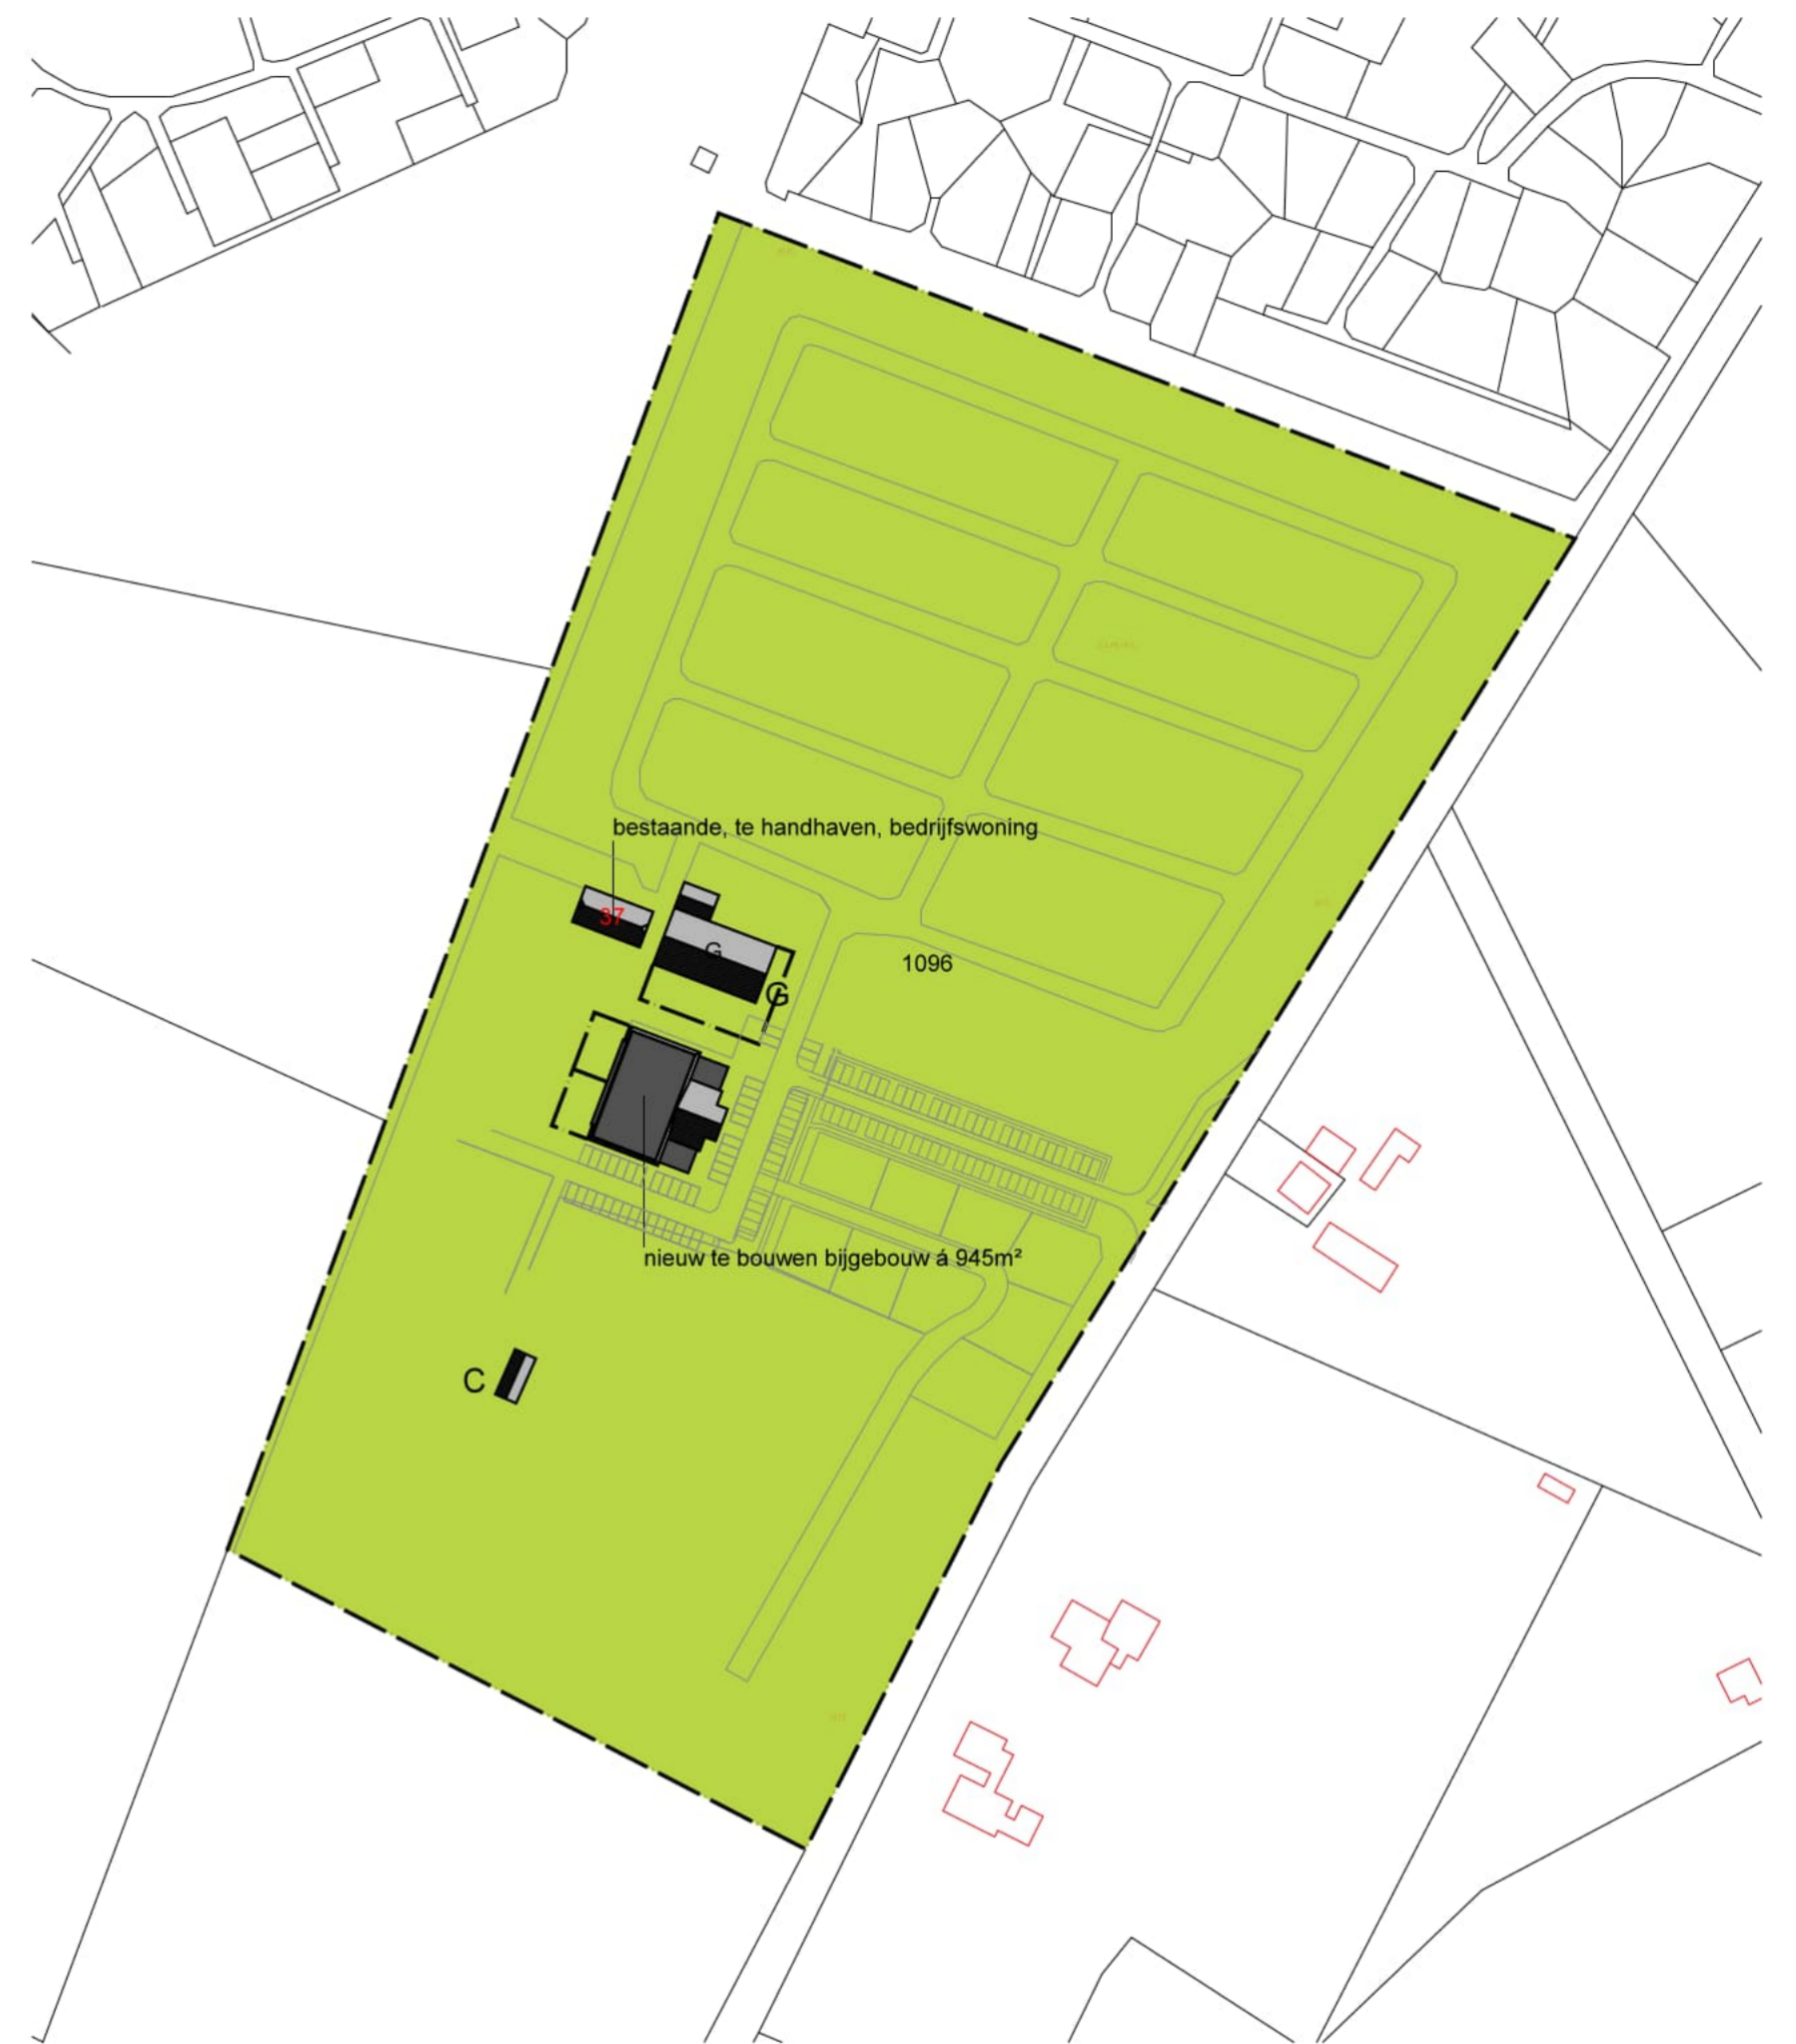 bestaande, te handhaven, bedrijfswoning
37
G
1096
G
nieuw te bouwen bijgebouw á 945m²
C